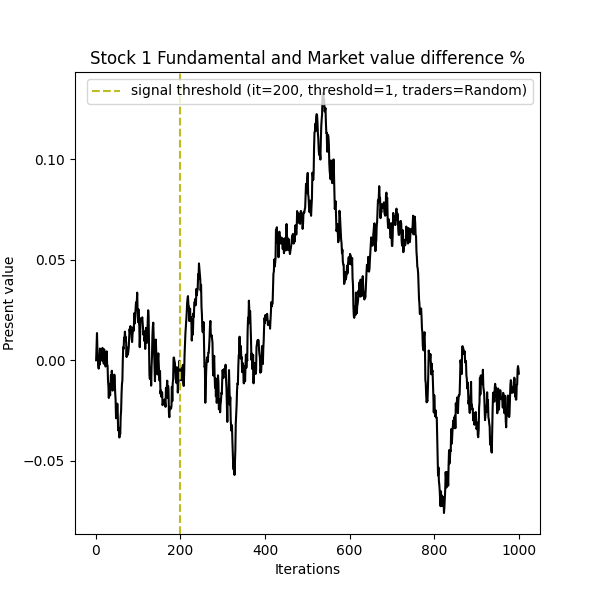 Stock 1 Fundamental and Market value difference %
signal threshold (it=200, threshold=1, traders=Random)
0.10
0.05
0.00
−0.05
Present value
0
200
400
600
800
1000
Iterations